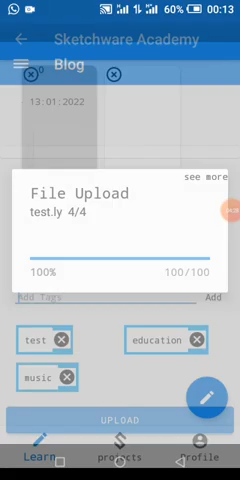 60% 00:13
Sketchware Academy
Blog
0
13:01:2022
see more
File Upload
test.ly 4/4
100% 100/100
Add Tags Add
test education
music
UPLOAD
Learn projects Profile